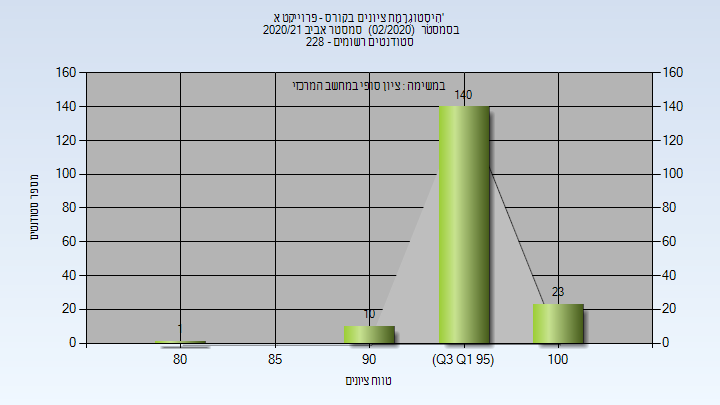 היסטוגרמת ציונים בקורס - פרוייקט א'
בסמסטר (02/2020) סמסטר אביב 2020/21
סטודנטים רשומים - 228
במשימה : ציון סופי במחשב המרכזי
160 160
140 140
120 120
100 100
80 80
60 60
40 40
20 20
0 0
מספר סטודנטים
1 10 140 23
80 85 90 (Q3 Q1 95) 100
טווח ציונים